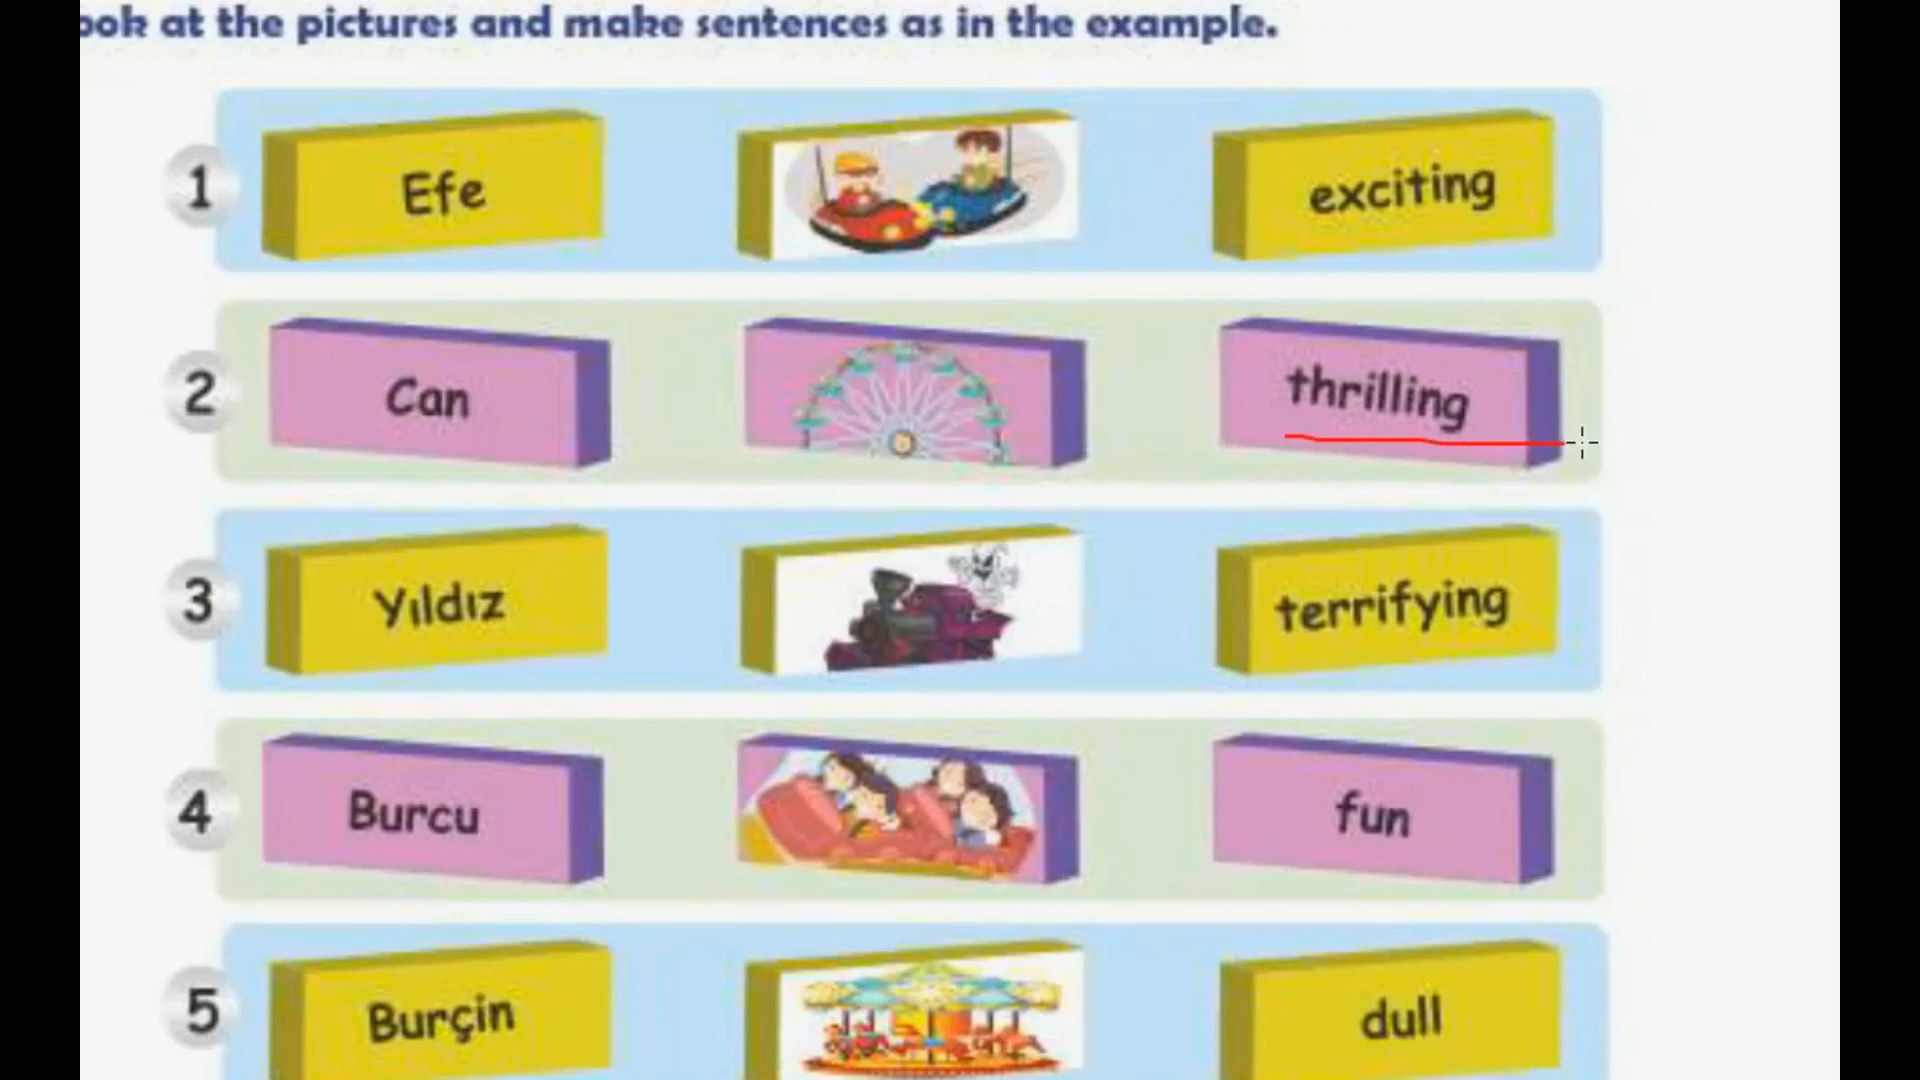 ook at the pictures and make sentences as in the example.
1 Efe exciting
2 Can thrilling
3 Yıldız terrifying
4 Burcu fun
5 Burçin dull